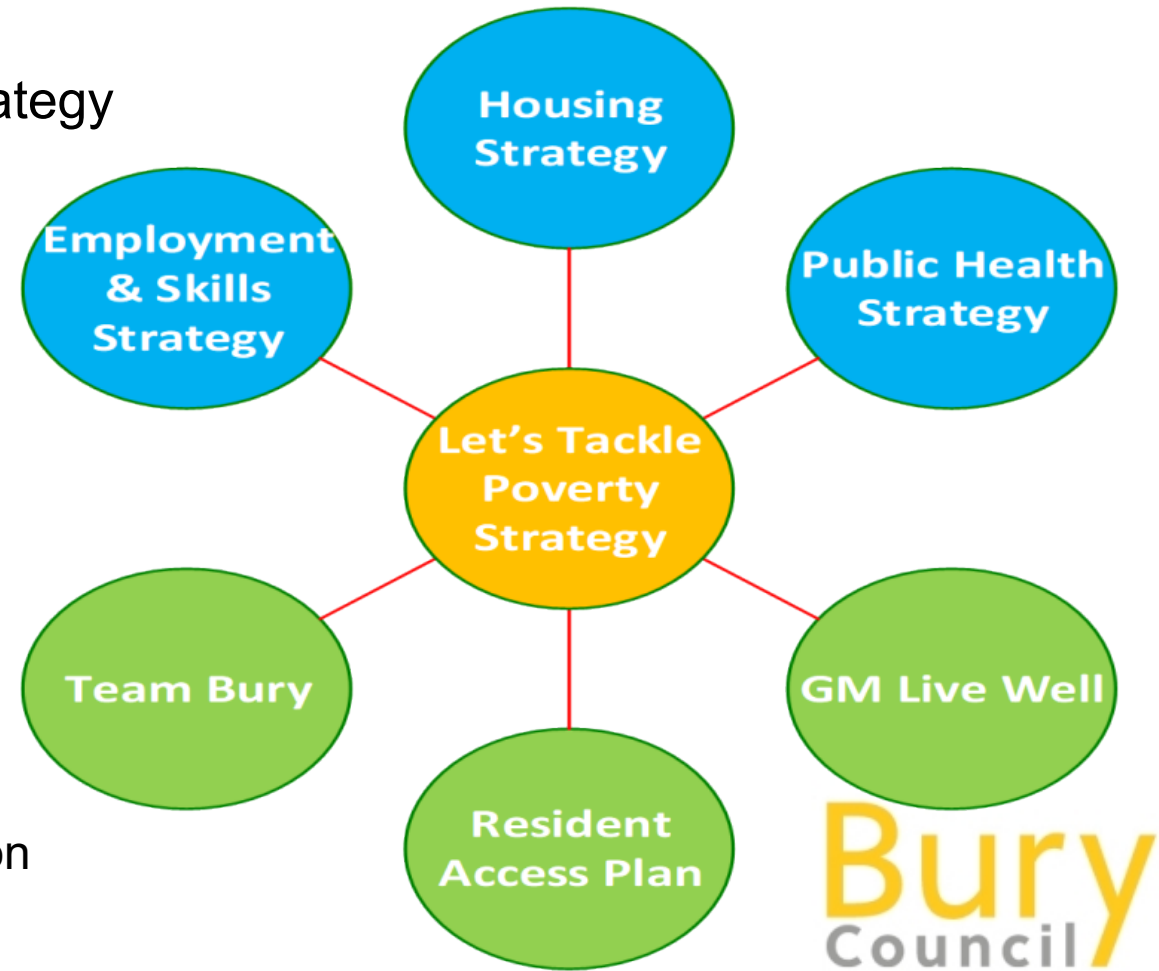 ategy
Housing
Strategy
Employment
& Skills
Strategy
Public Health
Strategy
Let’s Tackle
Poverty
Strategy
Team Bury
GM Live Well
Resident
Access Plan
on
Bury
Council